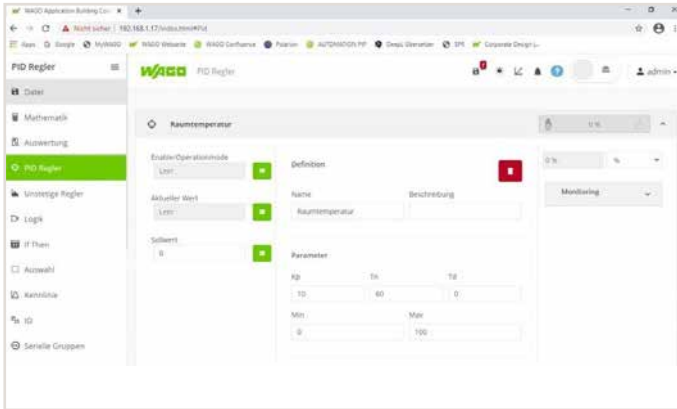 WAGO Application Building Con
Nicht sicher | 192.168.1.17/index.html#Pid
Apps Google MyWAGO WAGO Webseite WAGO Confluence Polarion AUTOMATION PIP DeepL Übersetzer SPS Corporate Design
PID Regler
WAGO PID Regler
admin
Datei
Mathematik
Auswertung
PID Regler
Unstetige Regler
Logik
If Then
Auswahl
Kennlinie
IO
Serielle Gruppen
Raumtemperatur
0 %
Enable/Operationmode
Leer
Aktueller Wert
Leer
Sollwert
0
Definition
Name
Beschreibung
Raumtemperatur
Parameter
Kp
Tn
Td
10
60
0
Min
Max
0
100
0 %
%
Monitoring